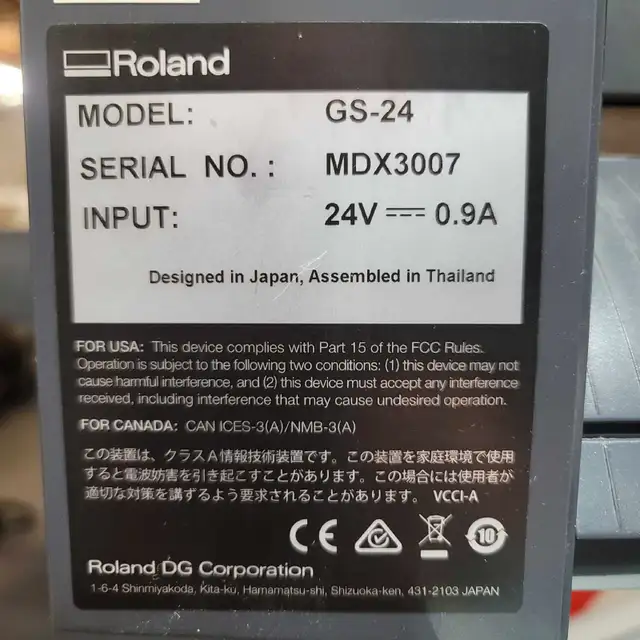 Roland
MODEL: GS-24
SERIAL NO.: MDX3007
INPUT: 24V ⎓ 0.9A
Designed in Japan, Assembled in Thailand
FOR USA: This device complies with Part 15 of the FCC Rules.
Operation is subject to the following two conditions: (1) this device may not
cause harmful interference, and (2) this device must accept any interference
received, including interference that may cause undesired operation.
FOR CANADA: CAN ICES-3(A)/NMB-3(A)
この装置は、クラスA情報技術装置です。この装置を家庭環境で使用
すると電波妨害を引き起こすことがあります。この場合には使用者が
適切な対策を講ずるよう要求されることがあります。 VCCI-A
CE 10
Roland DG Corporation
1-6-4 Shinmiyakoda, Kita-ku, Hamamatsu-shi, Shizuoka-ken, 431-2103 JAPAN